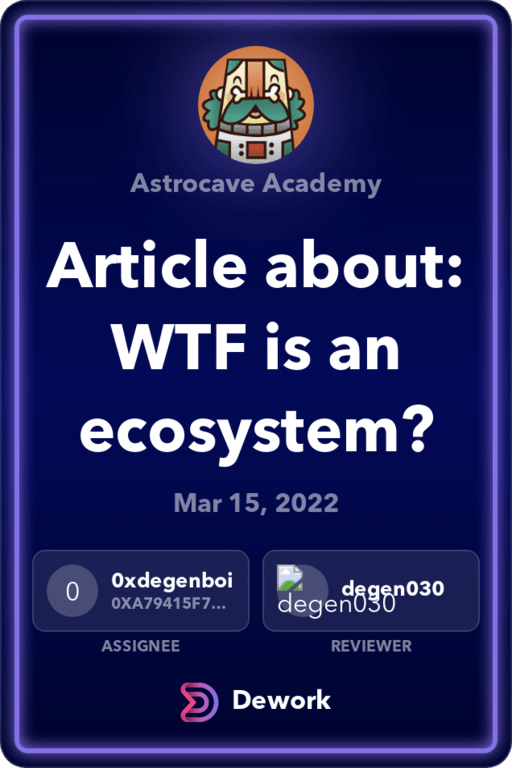 Astrocave Academy
Article about:
WTF is an
ecosystem?
Mar 15, 2022
0
0xdegenboi
0XA79415F7...
ASSIGNEE
degen030
degen030
REVIEWER
Dework